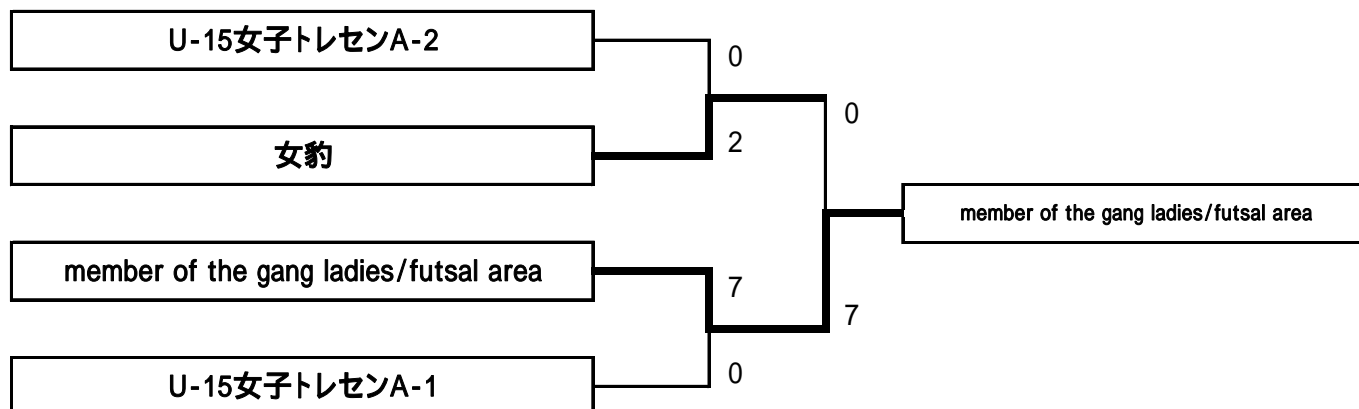 U-15女子トレセンA-2
0
0
2
女豹
member of the gang ladies/futsal area
member of the gang ladies/futsal area
7
7
0
U-15女子トレセンA-1